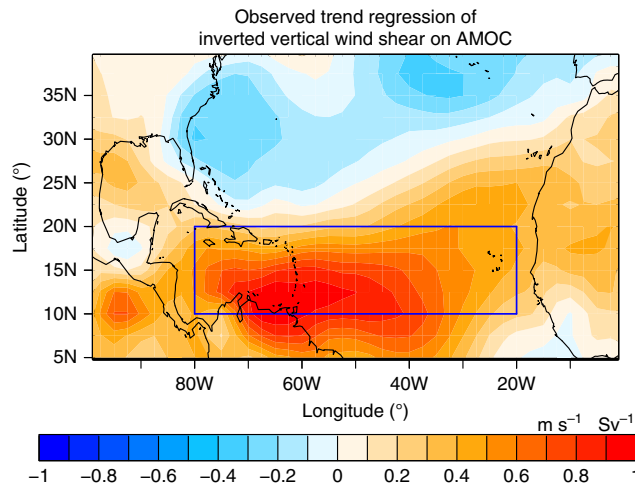 Observed trend regression of
inverted vertical wind shear on AMOC
35N
30N
25N
20N
15N
10N
5N
Latitude (°)
80W 60W 40W 20W
Longitude (°)
m s⁻¹ Sv⁻¹
−1 −0.8 −0.6 −0.4 −0.2 0 0.2 0.4 0.6 0.8 1